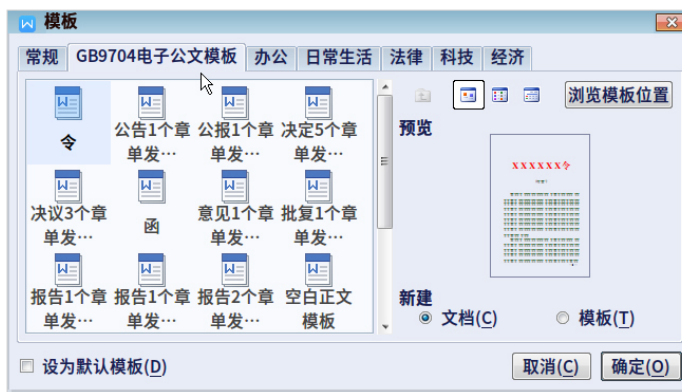 模板
常规 GB9704电子公文模板 办公 日常生活 法律 科技 经济
浏览模板位置
令
公告1个章
单发…
公报1个章
单发…
决定5个章
单发…
决议3个章
单发…
函
意见1个章
单发…
批复1个章
单发…
报告1个章
单发…
报告1个章
单发…
报告2个章
单发…
空白正文
模板
预览
XXXXXX令
新建
文档(C) 模板(T)
设为默认模板(D)
取消(C) 确定(O)